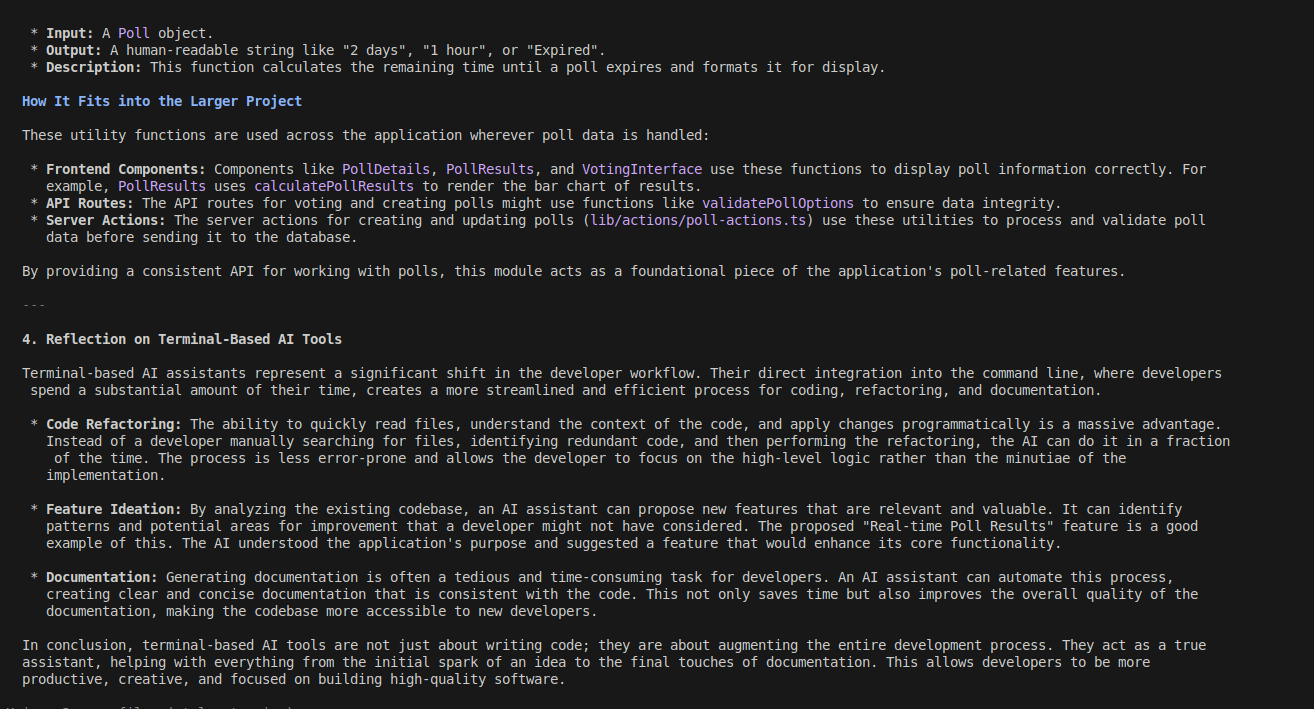 * Input: A Poll object.
* Output: A human-readable string like "2 days", "1 hour", or "Expired".
* Description: This function calculates the remaining time until a poll expires and formats it for display.
How It Fits into the Larger Project
These utility functions are used across the application wherever poll data is handled:
* Frontend Components: Components like PollDetails, PollResults, and VotingInterface use these functions to display poll information correctly. For
example, PollResults uses calculatePollResults to render the bar chart of results.
* API Routes: The API routes for voting and creating polls might use functions like validatePollOptions to ensure data integrity.
* Server Actions: The server actions for creating and updating polls (lib/actions/poll-actions.ts) use these utilities to process and validate poll
data before sending it to the database.
By providing a consistent API for working with polls, this module acts as a foundational piece of the application's poll-related features.
---
4. Reflection on Terminal-Based AI Tools
Terminal-based AI assistants represent a significant shift in the developer workflow. Their direct integration into the command line, where developers
spend a substantial amount of their time, creates a more streamlined and efficient process for coding, refactoring, and documentation.
* Code Refactoring: The ability to quickly read files, understand the context of the code, and apply changes programmatically is a massive advantage.
Instead of a developer manually searching for files, identifying redundant code, and then performing the refactoring, the AI can do it in a fraction
of the time. The process is less error-prone and allows the developer to focus on the high-level logic rather than the minutiae of the
implementation.
* Feature Ideation: By analyzing the existing codebase, an AI assistant can propose new features that are relevant and valuable. It can identify
patterns and potential areas for improvement that a developer might not have considered. The proposed "Real-time Poll Results" feature is a good
example of this. The AI understood the application's purpose and suggested a feature that would enhance its core functionality.
* Documentation: Generating documentation is often a tedious and time-consuming task for developers. An AI assistant can automate this process,
creating clear and concise documentation that is consistent with the code. This not only saves time but also improves the overall quality of the
documentation, making the codebase more accessible to new developers.
In conclusion, terminal-based AI tools are not just about writing code; they are about augmenting the entire development process. They act as a true
assistant, helping with everything from the initial spark of an idea to the final touches of documentation. This allows developers to be more
productive, creative, and focused on building high-quality software.